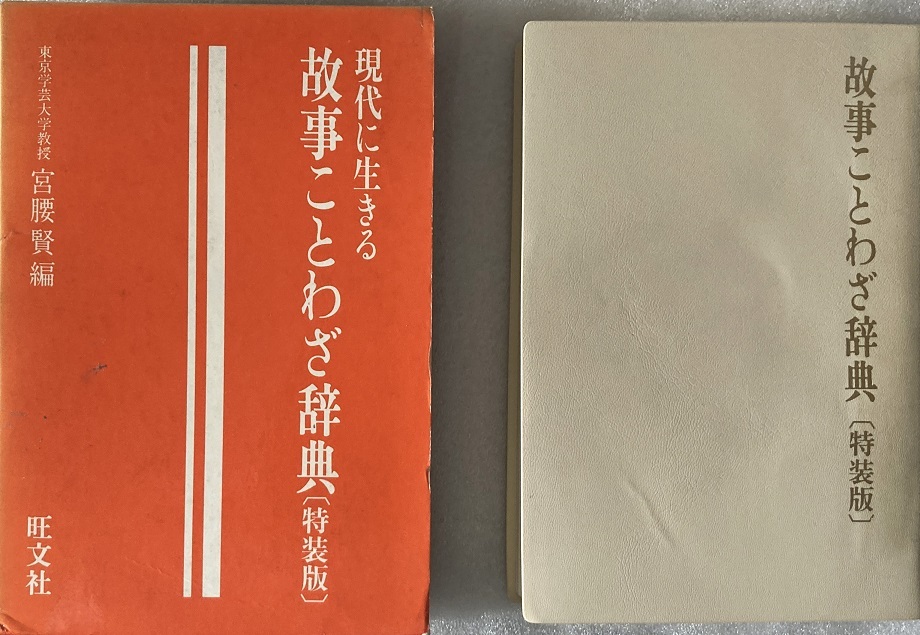 現代に生きる
故事ことわざ辞典〔特装版〕
東京学芸大学教授 宮腰賢編
旺文社
故事ことわざ辞典〔特装版〕